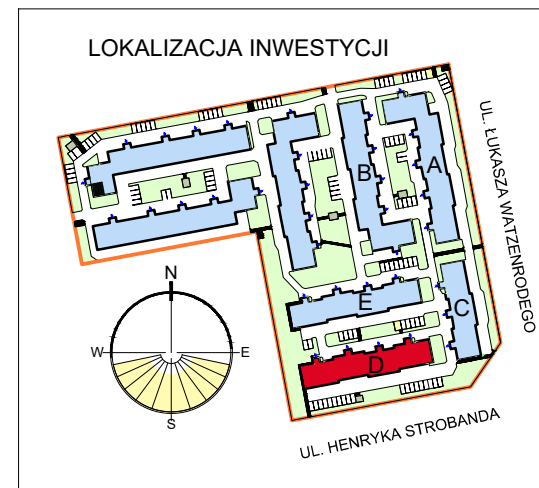 LOKALIZACJA INWESTYCJI
A
B
UL. ŁUKASZA WATZENRODEGO
N
E
C
W
E
D
S
UL. HENRYKA STROBANDA